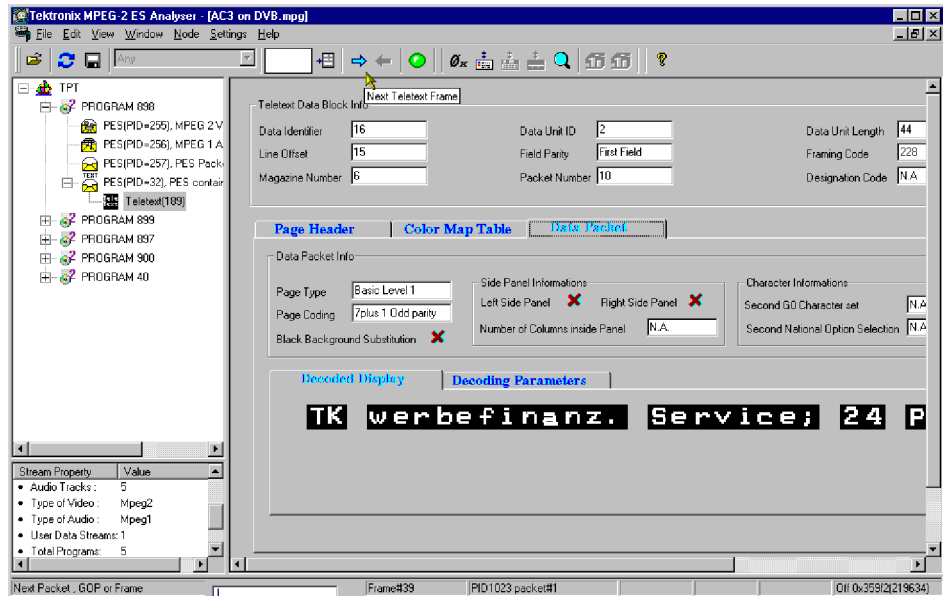 Tektronix MPEG-2 ES Analyser - [AC3 on DVB.mpg]
File Edit View Window Node Settings Help
Any
Next Teletext Frame
TPT
PROGRAM 898
PES(PID=255), MPEG 2 V
PES(PID=256), MPEG 1 A
PES(PID=257), PES Pack
TEXT
PES(PID=32), PES contair
Teletext(189)
PROGRAM 899
PROGRAM 897
PROGRAM 900
PROGRAM 40
Teletext Data Block Info
Data Identifier 16 Data Unit ID 2 Data Unit Length 44
Line Offset 15 Field Parity First Field Framing Code 228
Magazine Number 6 Packet Number 10 Designation Code N.A
Page Header Color Map Table Data Packet
Data Packet Info
Page Type Basic Level 1
Page Coding 7plus 1 Odd parity
Black Background Substitution
Side Panel Informations
Left Side Panel Right Side Panel
Number of Columns inside Panel N.A.
Character Informations
Second G0 Character set N.A
Second National Option Selection N.A
Decoded Display Decoding Parameters
TK werbefinanz. Service; 24 P
Stream Property Value
Audio Tracks : 5
Type of Video : Mpeg2
Type of Audio : Mpeg1
User Data Streams: 1
Total Programs: 5
Next Packet , GOP or Frame Frame#39 PID1023 packet#1 Off 0x359f2(219634)